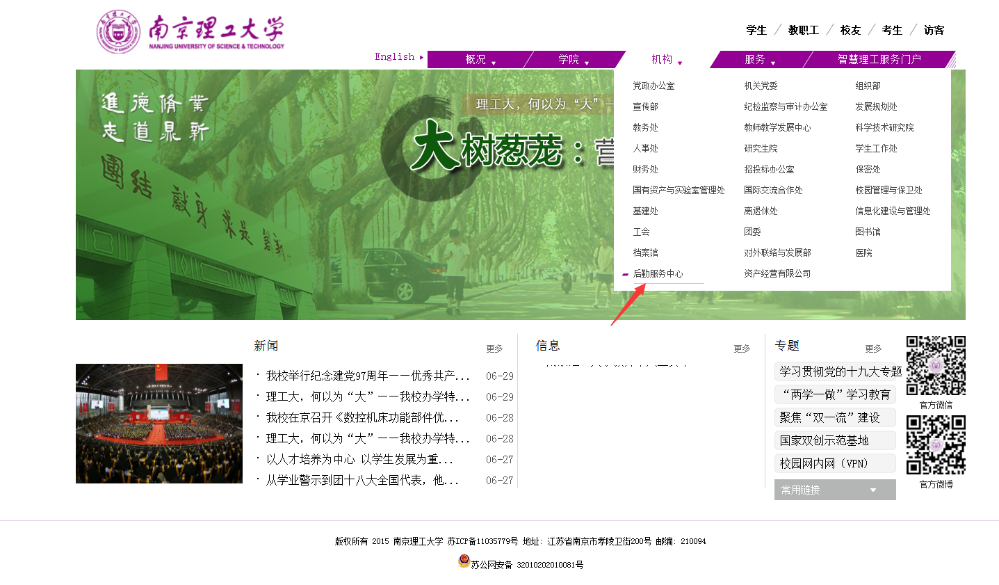 南京理工大学
NANJING UNIVERSITY OF SCIENCE & TECHNOLOGY
学生 教职工 校友 考生 访客
English 概况 学院 机构 服务 智慧理工服务门户
進德脩業
志道鼎新
團結 獻身 求是
理工大，何以为“大”一
大树葱茏：营
党政办公室 机关党委 组织部
宣传部 纪检监察与审计办公室 发展规划处
教务处 教师教学发展中心 科学技术研究院
人事处 研究生院 学生工作处
财务处 招投标办公室 保密处
国有资产与实验室管理处 国际交流合作处 校园管理与保卫处
基建处 离退休处 信息化建设与管理处
工会 团委 图书馆
档案馆 对外联络与发展部 医院
后勤服务中心 资产经营有限公司
新闻 更多
· 我校举行纪念建党97周年——优秀共产... 06-29
· 理工大，何以为“大”——我校办学特... 06-29
· 我校在京召开《数控机床功能部件优... 06-28
· 理工大，何以为“大”——我校办学特... 06-28
· 以人才培养为中心 以学生发展为重... 06-27
· 从学业警示到团十八大全国代表，他... 06-27
信息 更多
专题 更多
学习贯彻党的十九大专题
“两学一做”学习教育
聚焦“双一流”建设
国家双创示范基地
校园网内网（VPN）
常用链接
官方微信
官方微博
版权所有 2015 南京理工大学 苏ICP备11035779号 地址: 江苏省南京市孝陵卫街200号 邮编: 210094
苏公网安备 32010202010081号